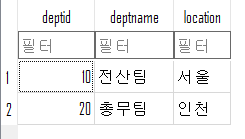 deptid deptname location
필터 필터 필터
1 10 전산팀 서울
2 20 총무팀 인천